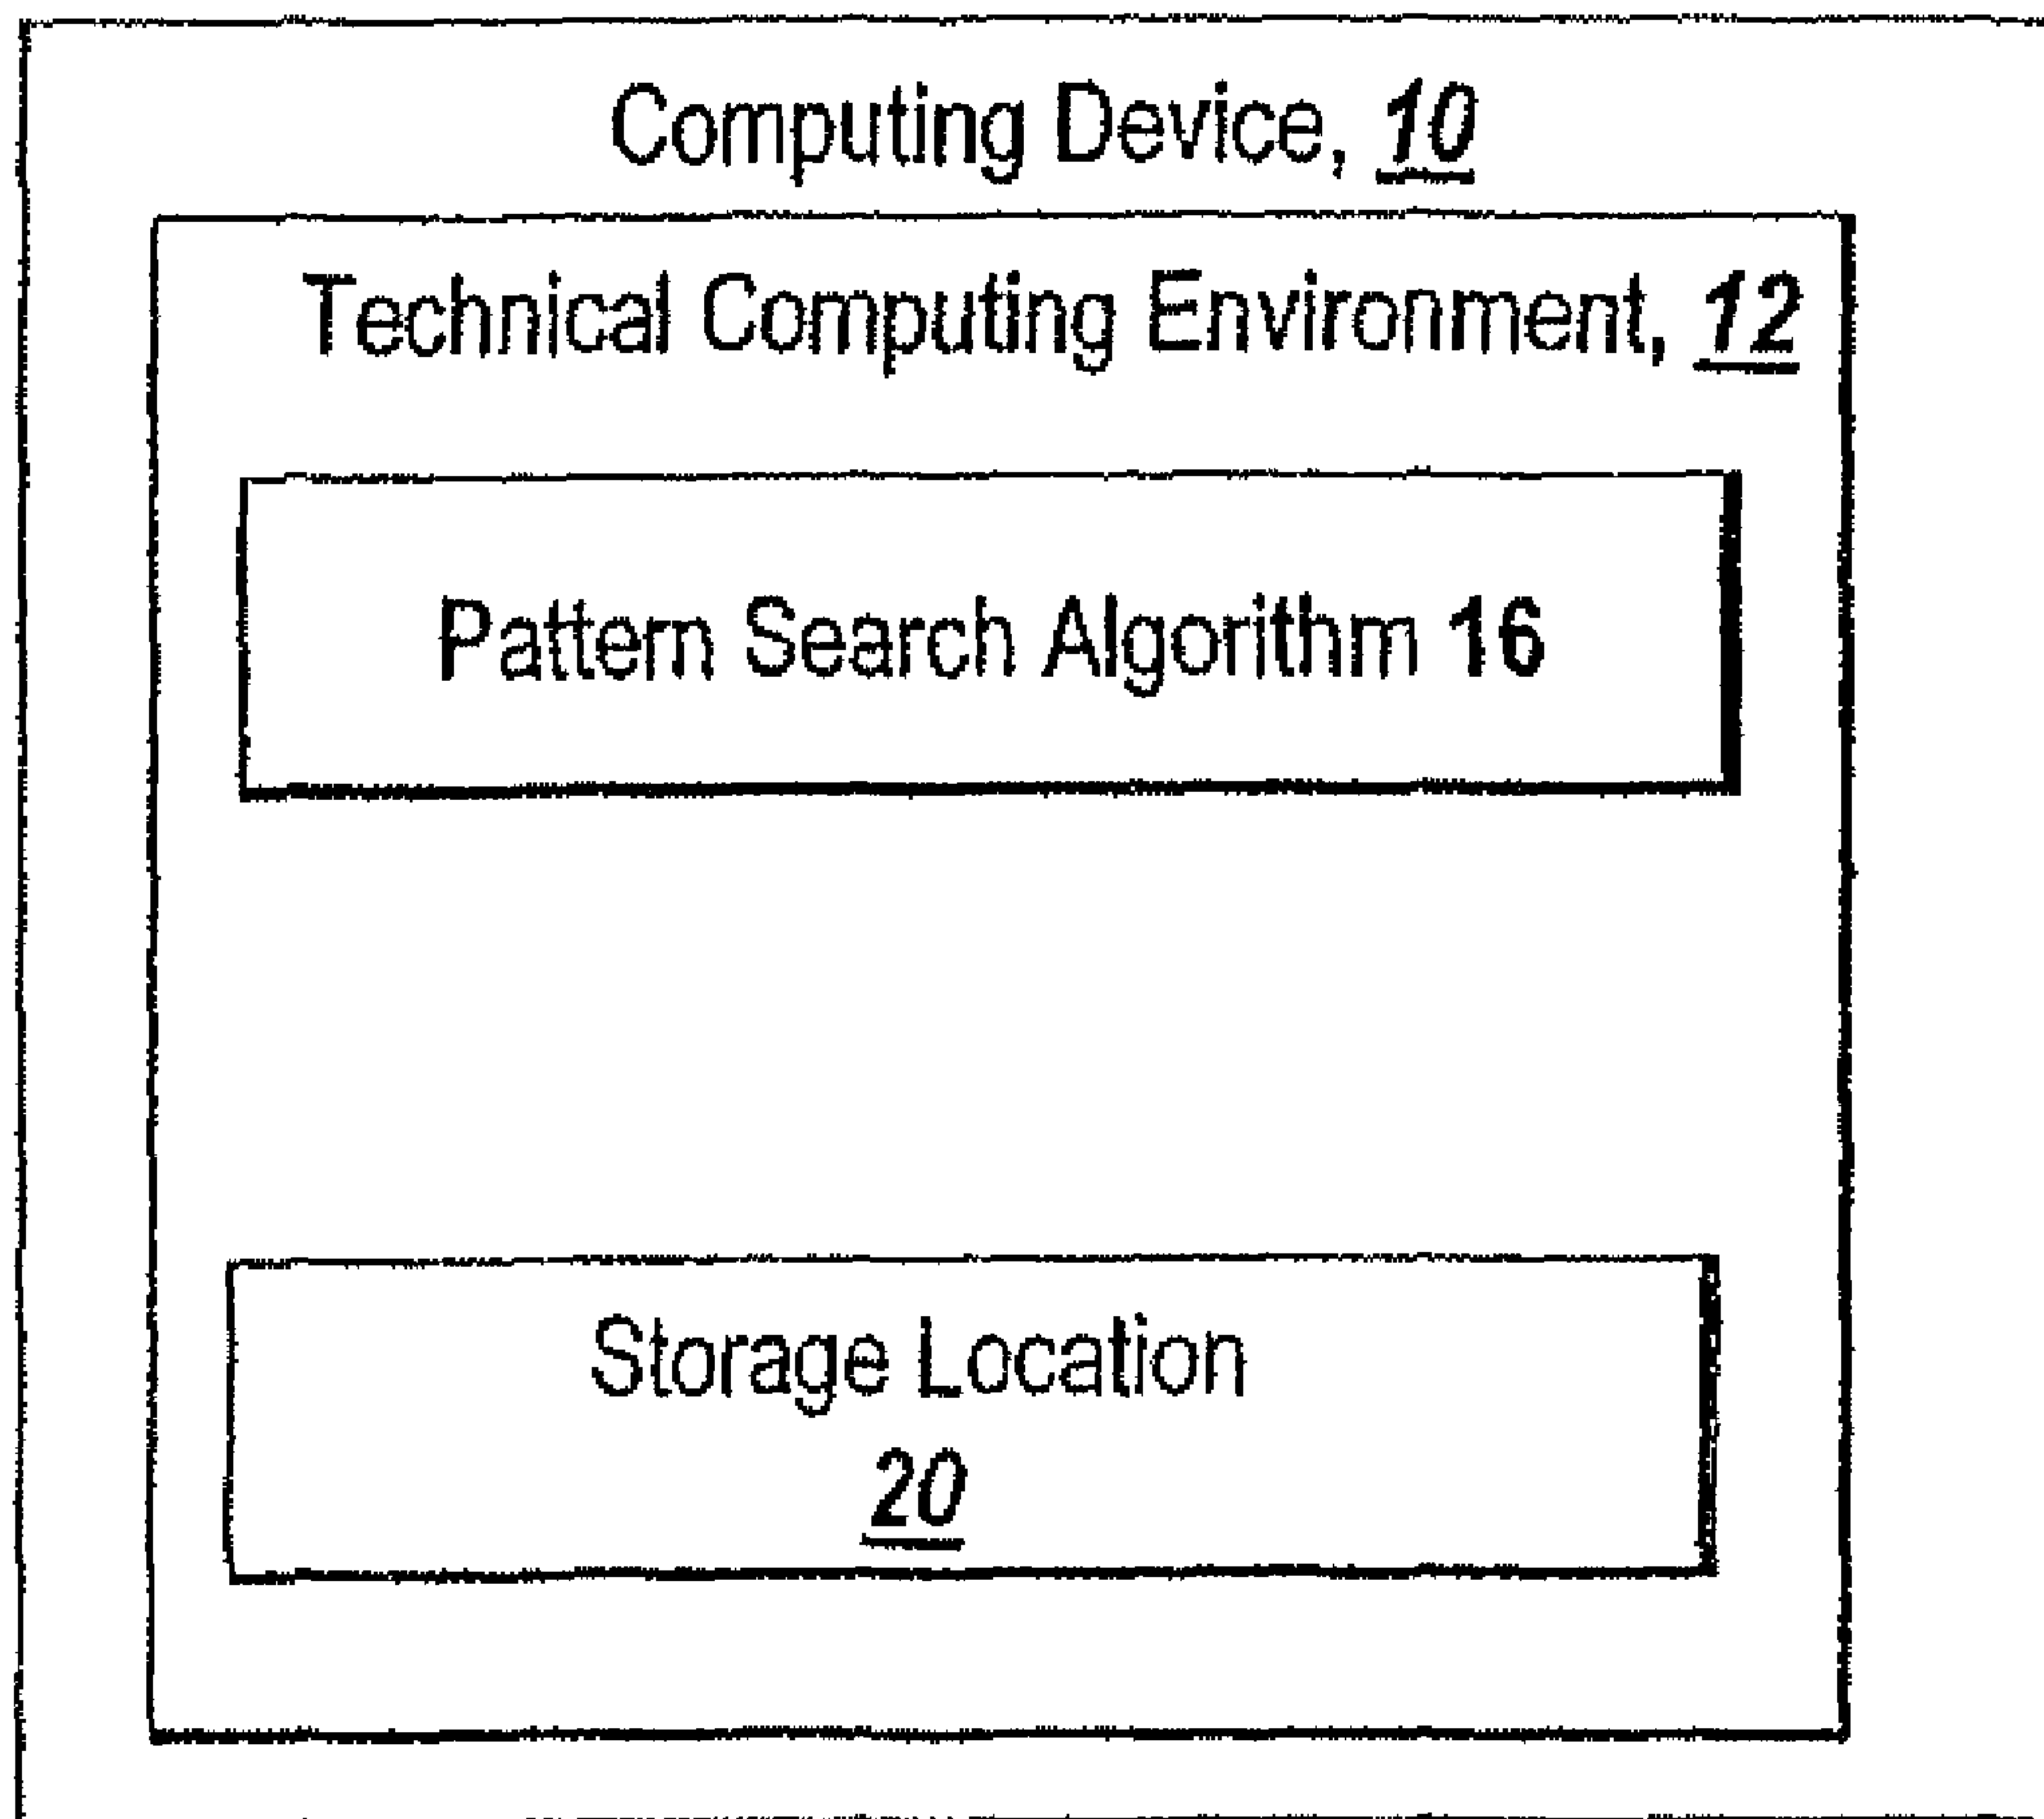 Computing Device, 10
Technical Computing Environment, 12
Pattern Search Algorithm 16
Storage Location
20